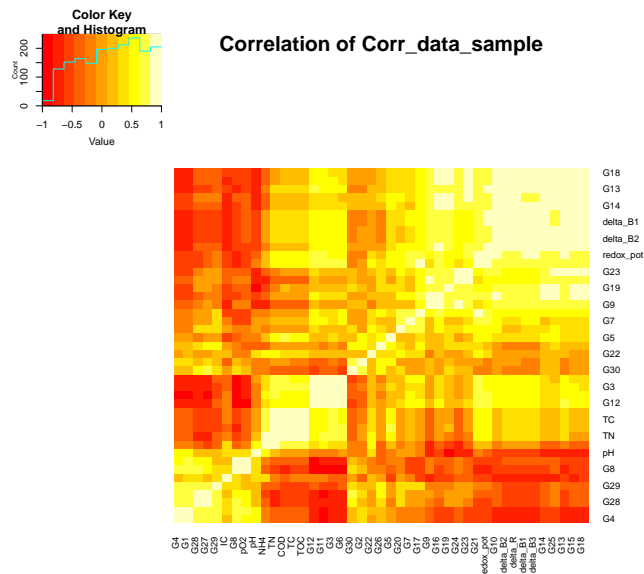 Color Key
and Histogram
Correlation of Corr_data_sample
Count
0 100 200
−1 −0.5 0 0.5 1
Value
G18
G13
G14
delta_B1
delta_B2
redox_pot
G23
G19
G9
G7
G5
G22
G30
G3
G12
TC
TN
pH
G8
G29
G28
G4
G4
G1
G28
G27
G29
IC
G8
pO2
pH
NH4
TN
COD
TC
TOC
G12
G11
G3
G6
G30
G2
G22
G26
G5
G20
G7
G17
G9
G16
G19
G24
G23
G21
redox_pot
G10
delta_B2
delta_R
delta_B1
delta_B3
G14
G25
G13
G15
G18